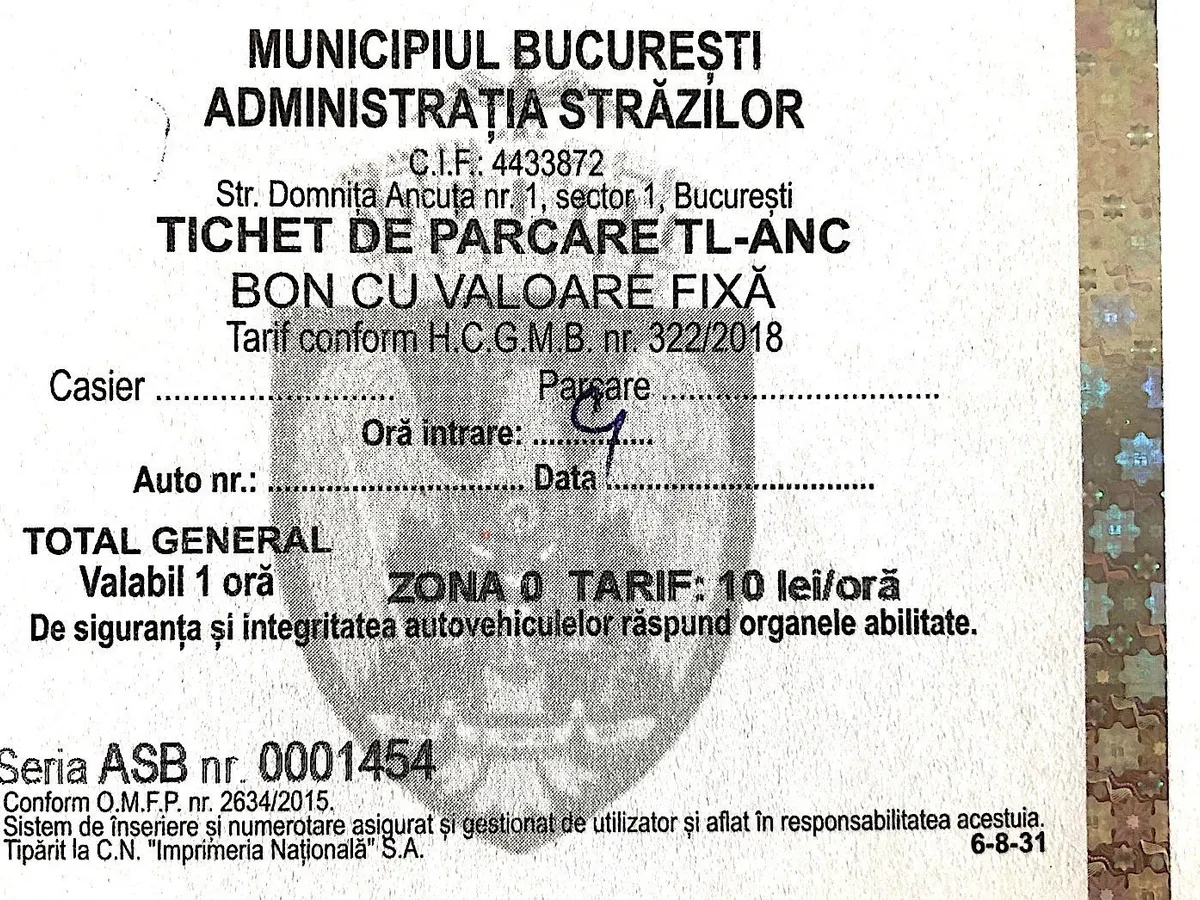 MUNICIPIUL BUCUREȘTI
ADMINISTRAȚIA STRĂZILOR
C.I.F.: 4433872
Str. Domnița Ancuța nr. 1, sector 1, București
TICHET DE PARCARE TL-ANC
BON CU VALOARE FIXĂ
Tarif conform H.C.G.M.B. nr. 322/2018
Casier ........................ Parcare ............................
Oră intrare: ............ 9
Auto nr.: .......................... Data ...........................
TOTAL GENERAL
Valabil 1 oră ZONA 0 TARIF: 10 lei/oră
De siguranța și integritatea autovehiculelor răspund organele abilitate.
Seria ASB nr. 0001454
Conform O.M.F.P. nr. 2634/2015.
Sistem de înseriere și numerotare asigurat și gestionat de utilizator și aflat în responsabilitatea acestuia.
Tipărit la C.N. "Imprimeria Națională" S.A. 6-8-31